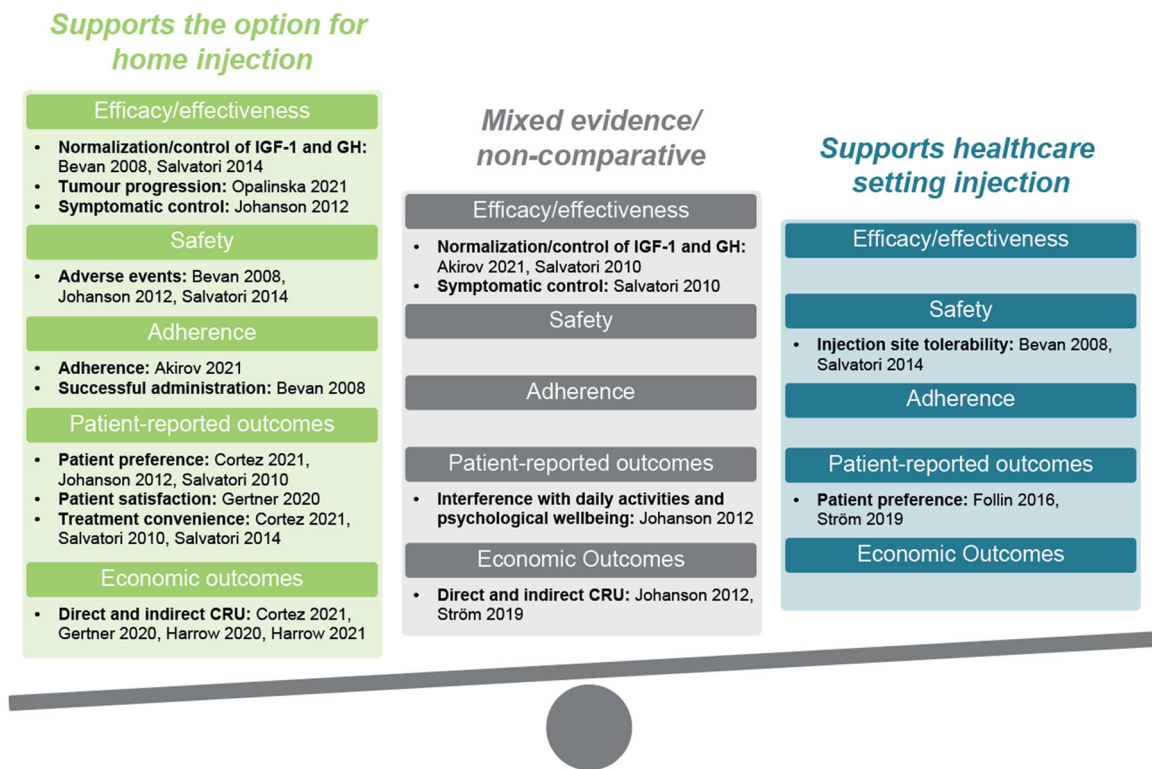 Supports the option for
home injection
Efficacy/effectiveness
• Normalization/control of IGF-1 and GH:
Bevan 2008, Salvatori 2014
• Tumour progression: Opalinska 2021
• Symptomatic control: Johanson 2012
Safety
• Adverse events: Bevan 2008,
Johanson 2012, Salvatori 2014
Adherence
• Adherence: Akirov 2021
• Successful administration: Bevan 2008
Patient-reported outcomes
• Patient preference: Cortez 2021,
Johanson 2012, Salvatori 2010
• Patient satisfaction: Gertner 2020
• Treatment convenience: Cortez 2021,
Salvatori 2010, Salvatori 2014
Economic outcomes
• Direct and indirect CRU: Cortez 2021,
Gertner 2020, Harrow 2020, Harrow 2021
Mixed evidence/
non-comparative
Efficacy/effectiveness
• Normalization/control of IGF-1 and GH:
Akirov 2021, Salvatori 2010
• Symptomatic control: Salvatori 2010
Safety
Adherence
Patient-reported outcomes
• Interference with daily activities and
psychological wellbeing: Johanson 2012
Economic Outcomes
• Direct and indirect CRU: Johanson 2012,
Ström 2019
Supports healthcare
setting injection
Efficacy/effectiveness
Safety
• Injection site tolerability: Bevan 2008,
Salvatori 2014
Adherence
Patient-reported outcomes
• Patient preference: Follin 2016,
Ström 2019
Economic Outcomes